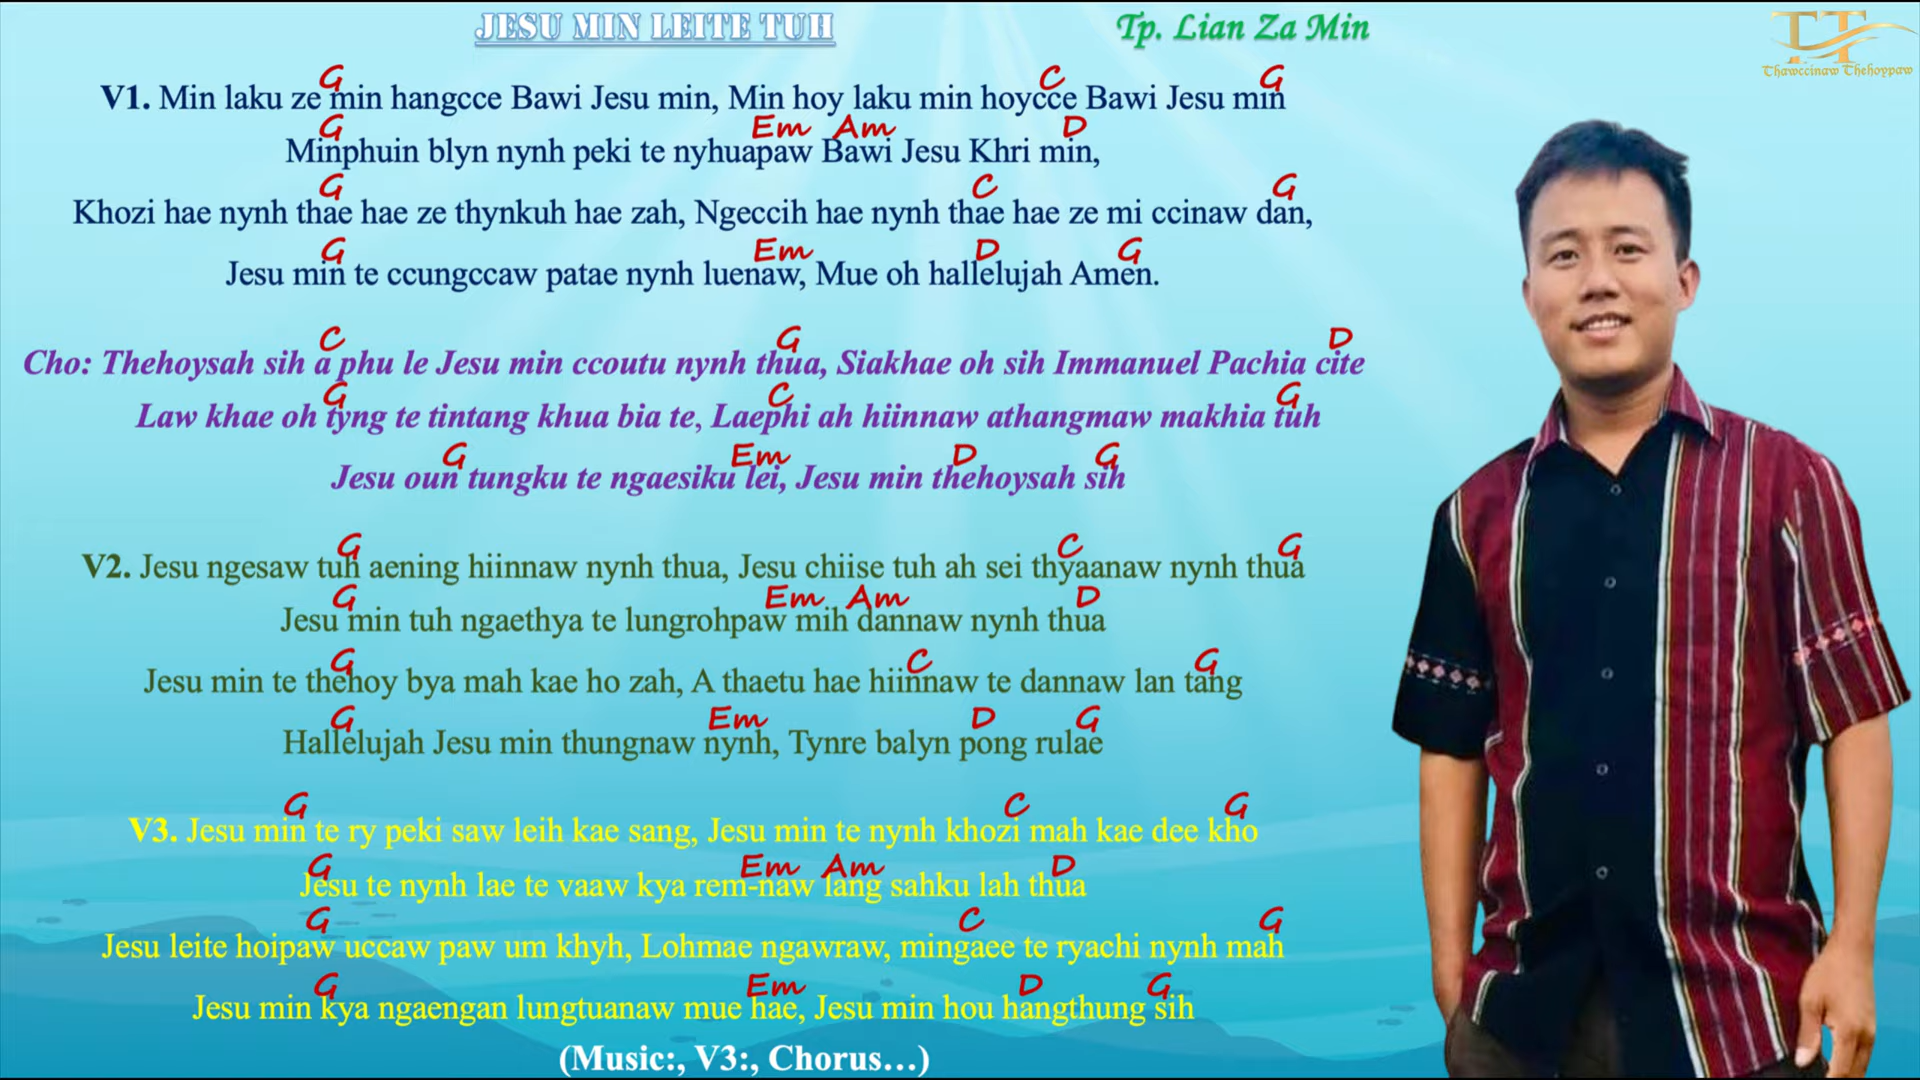 JESU MIN LEITE TUH
Tp. Lian Za Min
TT
Thawccinaw Thehoypaw
G C G
V1. Min laku ze min hangcce Bawi Jesu min, Min hoy laku min hoycce Bawi Jesu min
G Em Am D
Minphuin blyn nynh peki te nyhuapaw Bawi Jesu Khri min,
G C G
Khozi hae nynh thae hae ze thynkuh hae zah, Ngeccih hae nynh thae hae ze mi ccinaw dan,
G Em D G
Jesu min te ccungccaw patae nynh luenaw, Mue oh hallelujah Amen.
C G D
Cho: Thehoysah sih a phu le Jesu min ccoutu nynh thua, Siakhae oh sih Immanuel Pachia cite
G C G
Law khae oh tyng te tintang khua bia te, Laephi ah hiinnaw athangmaw makhia tuh
G Em D G
Jesu oun tungku te ngaesiku lei, Jesu min thehoysah sih
G C G
V2. Jesu ngesaw tuh aening hiinnaw nynh thua, Jesu chiise tuh ah sei thyaanaw nynh thua
G Em Am D
Jesu min tuh ngaethya te lungrohpaw mih dannaw nynh thua
G C G
Jesu min te thehoy bya mah kae ho zah, A thaetu hae hiinnaw te dannaw lan tang
G Em D G
Hallelujah Jesu min thungnaw nynh, Tynre balyn pong rulae
G C G
V3. Jesu min te ry peki saw leih kae sang, Jesu min te nynh khozi mah kae dee kho
G Em Am D
Jesu te nynh lae te vaaw kya rem-naw lang sahku lah thua
G C G
Jesu leite hoipaw uccaw paw um khyh, Lohmae ngawraw, mingaee te ryachi nynh mah
G Em D G
Jesu min kya ngaengan lungtuanaw mue hae, Jesu min hou hangthung sih
(Music:, V3:, Chorus…)